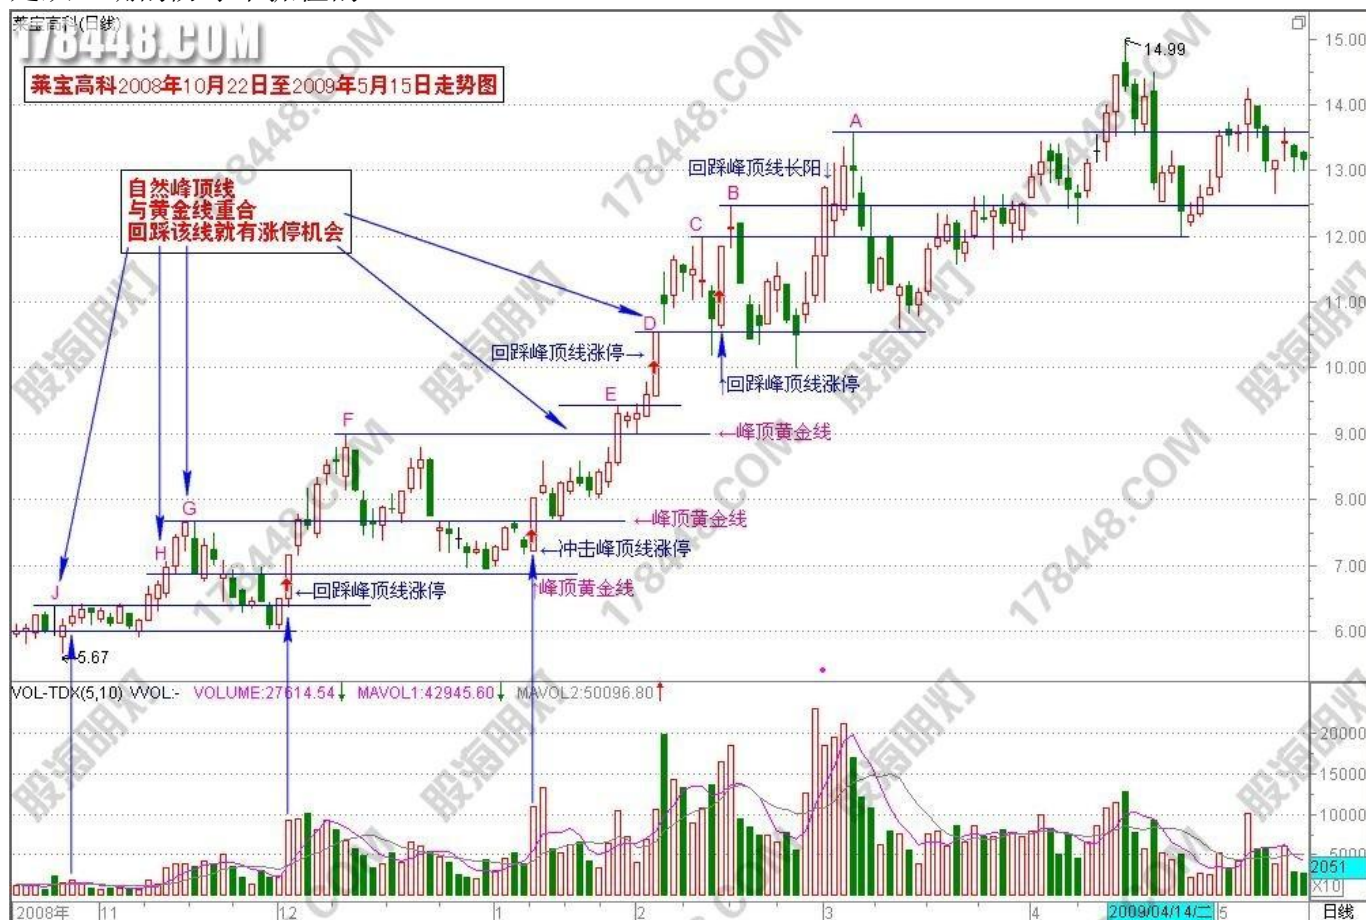 莱宝高科(日线)
178448.COM
莱宝高科2008年10月22日至2009年5月15日走势图
自然峰顶线
与黄金线重合
回踩该线就有涨停机会
14.99
15.00
14.00
13.00
12.00
11.00
10.00
9.00
8.00
7.00
6.00
A
回踩峰顶线长阳↓
B
C
D
回踩峰顶线涨停→
↑回踩峰顶线涨停
E
F
←峰顶黄金线
G
←峰顶黄金线
H
←冲击峰顶线涨停
↑峰顶黄金线
J
←回踩峰顶线涨停
←5.67
VOL-TDX(5,10) VVOL:- VOLUME:27614.54↓ MAVOL1:42945.60↓ MAVOL2:50096.80↑
20000
15000
10000
5000
2051
X10
2008年 11 12 1 2 3 4 2009/04/14/二 5 日线
178448.COM
股海明灯